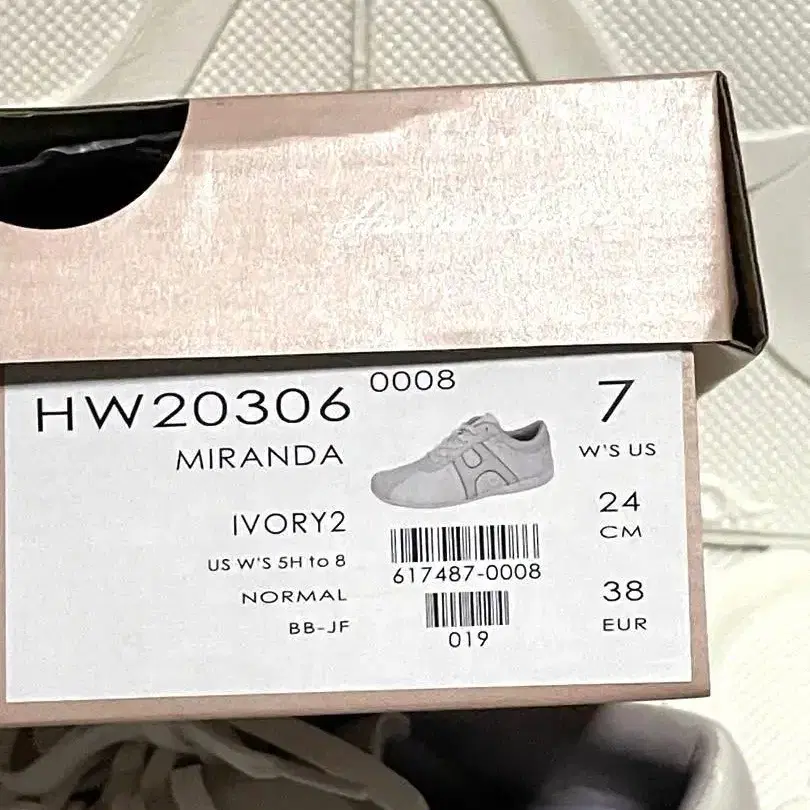 HW20306 0008
MIRANDA
IVORY2
US W'S 5H to 8
NORMAL
BB-JF
617487-0008
019
7
W'S US
24
CM
38
EUR